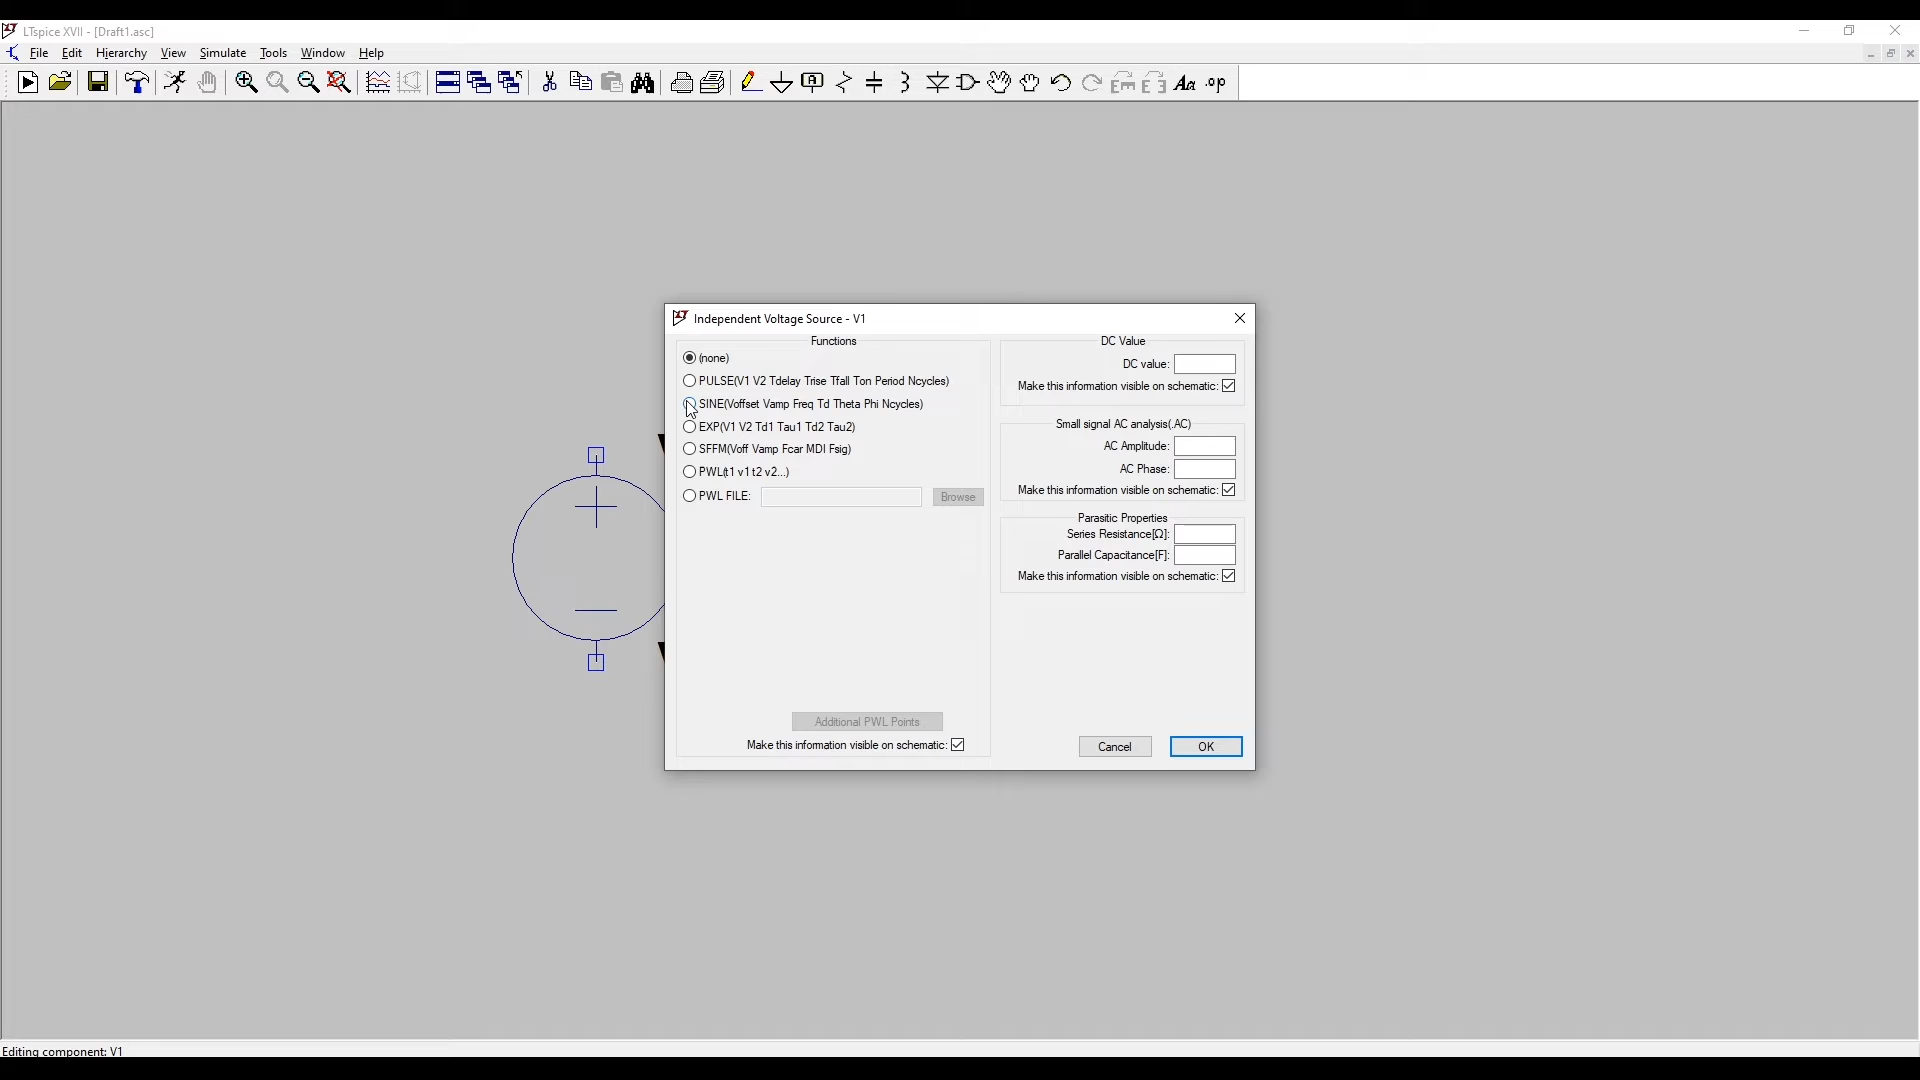 LTspice XVII - [Draft1.asc]
File Edit Hierarchy View Simulate Tools Window Help
Aa .op
Independent Voltage Source - V1
Functions
(none)
PULSE(V1 V2 Tdelay Trise Tfall Ton Period Ncycles)
SINE(Voffset Vamp Freq Td Theta Phi Ncycles)
EXP(V1 V2 Td1 Tau1 Td2 Tau2)
SFFM(Voff Vamp Fcar MDI Fsig)
PWL(t1 v1 t2 v2...)
PWL FILE: Browse
Additional PWL Points
Make this information visible on schematic:
DC Value
DC value:
Make this information visible on schematic:
Small signal AC analysis(.AC)
AC Amplitude:
AC Phase:
Make this information visible on schematic:
Parasitic Properties
Series Resistance[Ω]:
Parallel Capacitance[F]:
Make this information visible on schematic:
Cancel OK
Editing component: V1